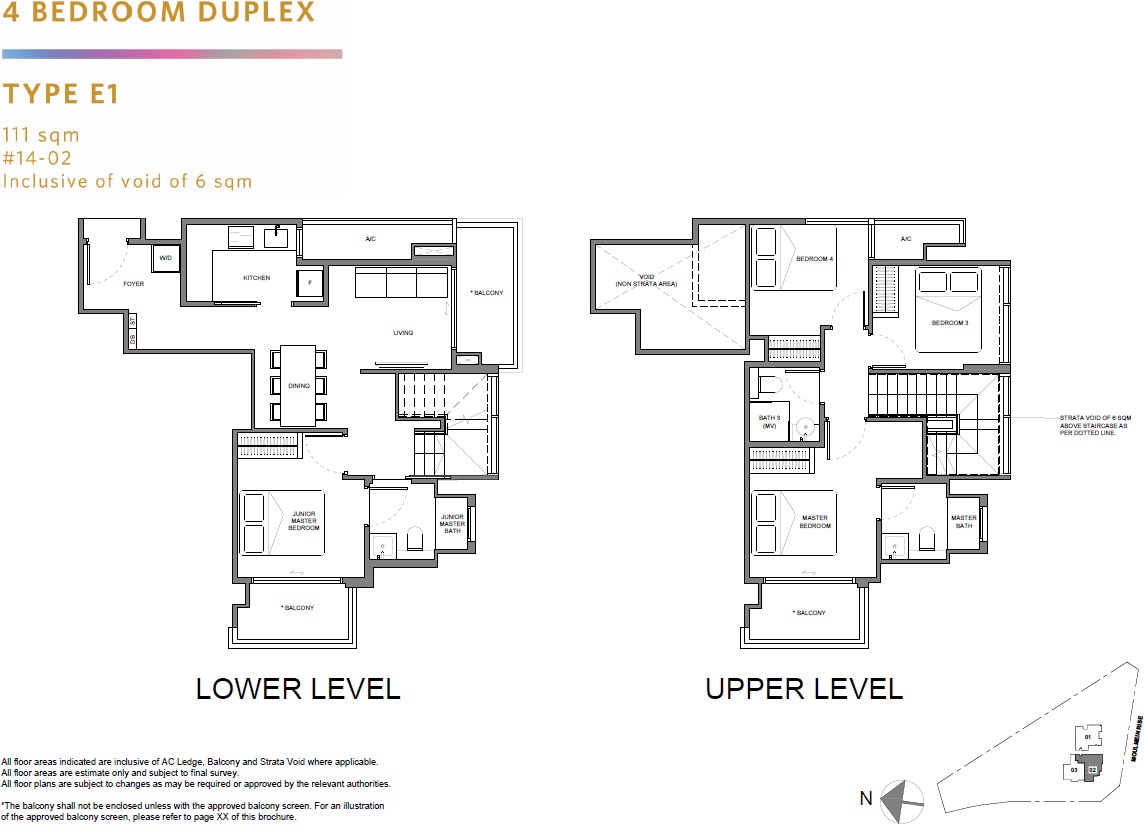 4 BEDROOM DUPLEX
TYPE E1
111 sqm
#14-02
Inclusive of void of 6 sqm
W/D
FOYER
DB ST
KITCHEN
F
A/C
* BALCONY
LIVING
DINING
JUNIOR
MASTER
BEDROOM
JUNIOR
MASTER
BATH
* BALCONY
LOWER LEVEL
VOID
(NON STRATA AREA)
BEDROOM 4
A/C
BEDROOM 3
BATH 3
(MV)
STRATA VOID OF 6 SQM
ABOVE STAIRCASE AS
PER DOTTED LINE.
MASTER
BEDROOM
MASTER
BATH
* BALCONY
UPPER LEVEL
All floor areas indicated are inclusive of AC Ledge, Balcony and Strata Void where applicable.
All floor areas are estimate only and subject to final survey.
All floor plans are subject to changes as may be required or approved by the relevant authorities.
*The balcony shall not be enclosed unless with the approved balcony screen. For an illustration
of the approved balcony screen, please refer to page XX of this brochure.
N
01
02
03
MOULMEIN RISE